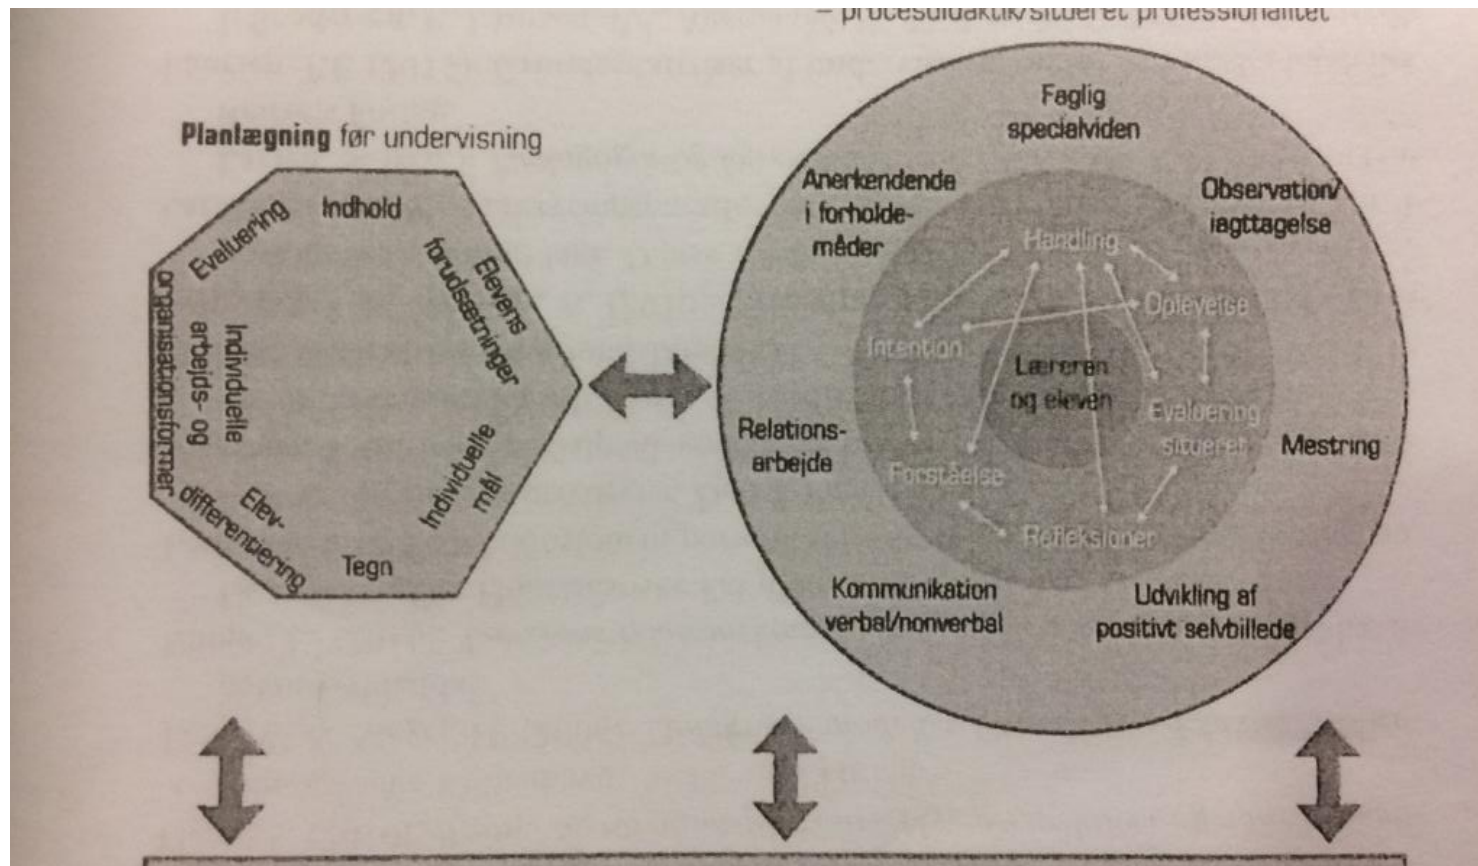 – procesdidaktik/situeret professionalitet
Planlægning før undervisning
Evaluering
Indhold
Elevens
forudsætninger
Individuelle
mål
Tegn
Elev-
differentiering
Individuelle
arbejds- og
organisationsformer
Faglig
specialviden
Anerkendende
i forholde-
måder
Observation/
iagttagelse
Handling
Oplevelse
Intention
Læreren
og eleven
Evaluering
situeret
Relations-
arbejde
Mestring
Forståelse
Refleksioner
Kommunikation
verbal/nonverbal
Udvikling af
positivt selvbillede